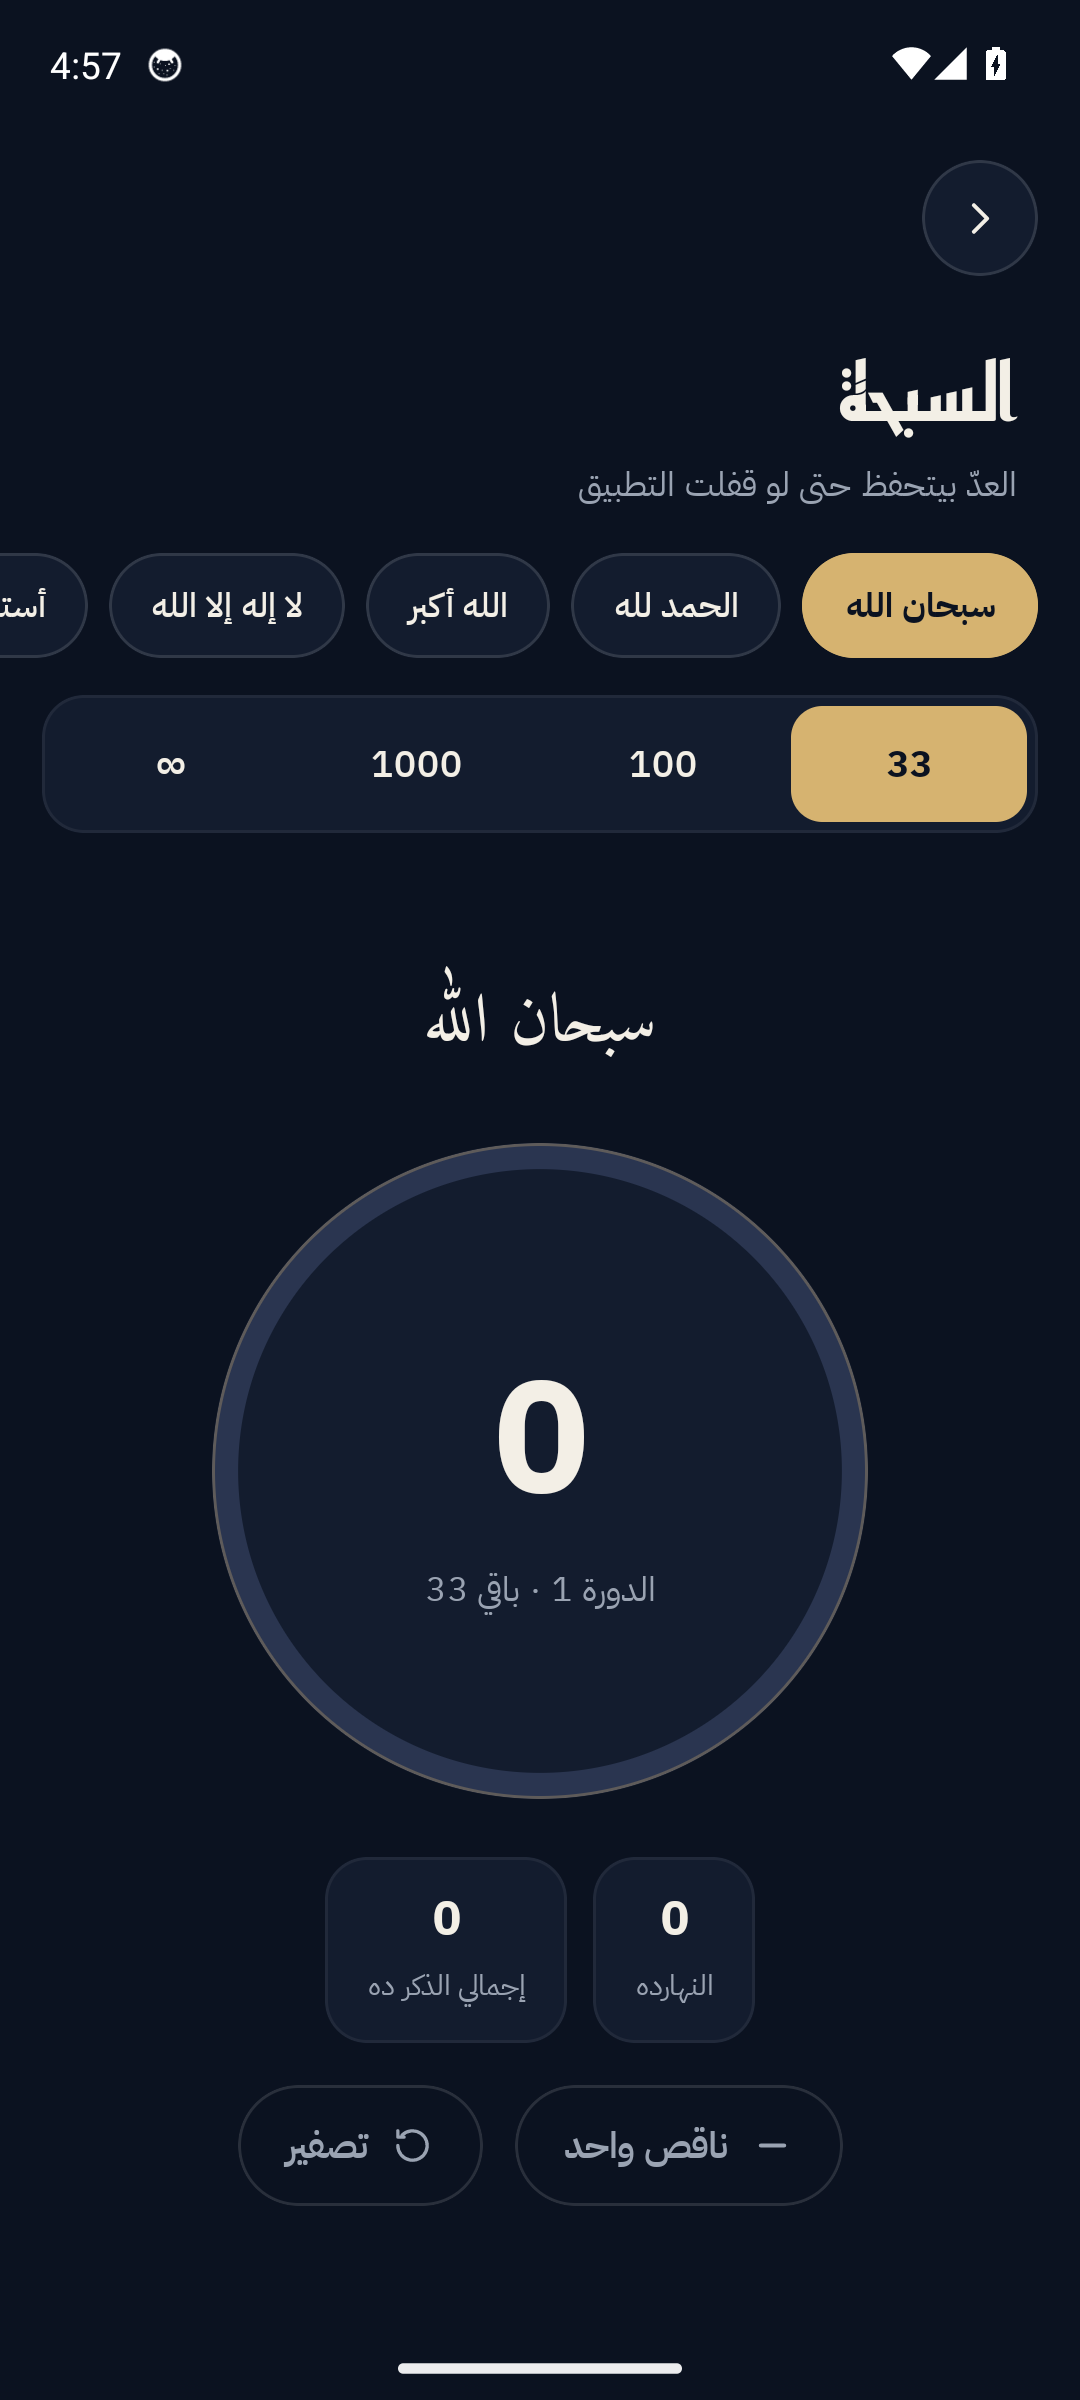 4:57
السبحة
العدّ بيتحفظ حتى لو قفلت التطبيق
سبحان الله
الحمد لله
الله أكبر
لا إله إلا الله
33
100
1000
∞
سبحان الله
0
الدورة 1 · باقي 33
0
النهارده
0
إجمالي الذكر ده
ناقص واحد
تصفير